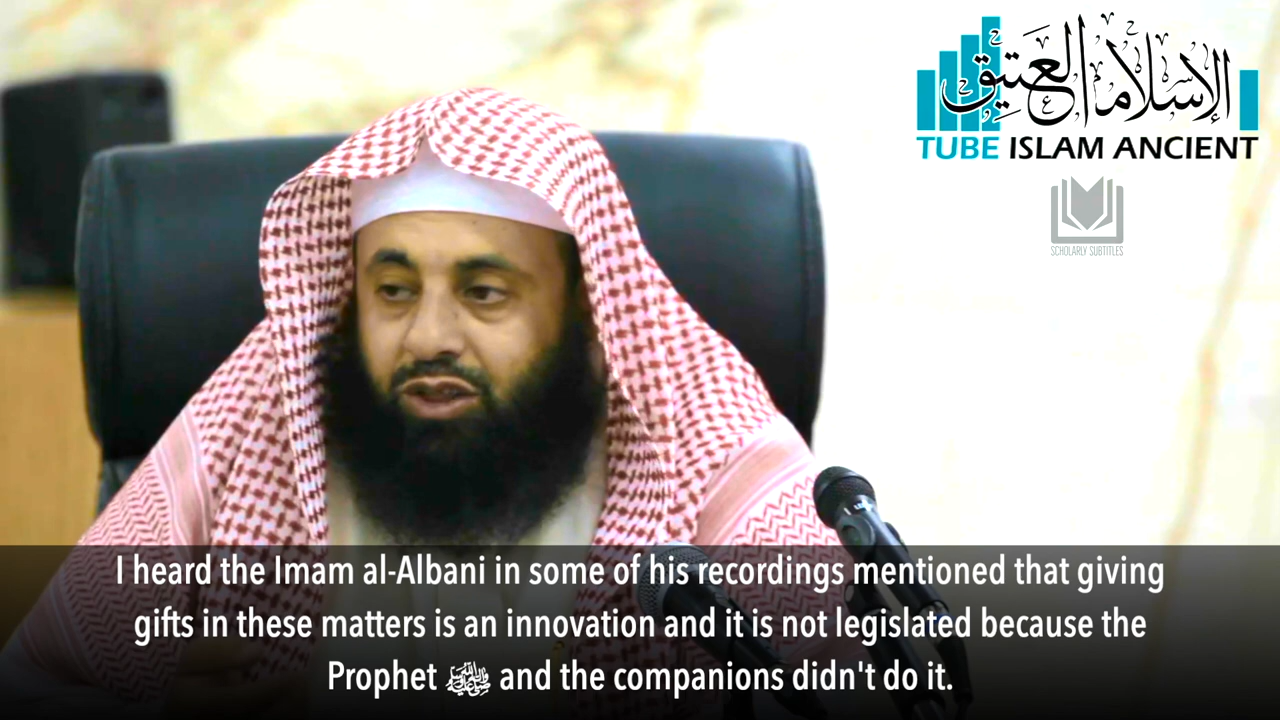 الإسلام العتيق
TUBE ISLAM ANCIENT
SCHOLARLY SUBTITLES
I heard the Imam al-Albani in some of his recordings mentioned that giving
gifts in these matters is an innovation and it is not legislated because the
Prophet ﷺ and the companions didn't do it.